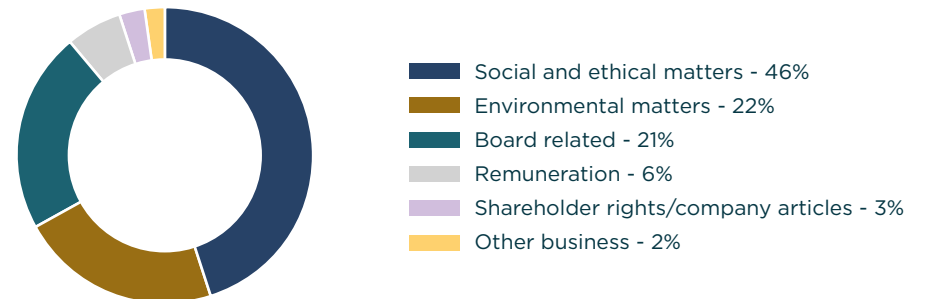 Social and ethical matters - 46%
Environmental matters - 22%
Board related - 21%
Remuneration - 6%
Shareholder rights/company articles - 3%
Other business - 2%